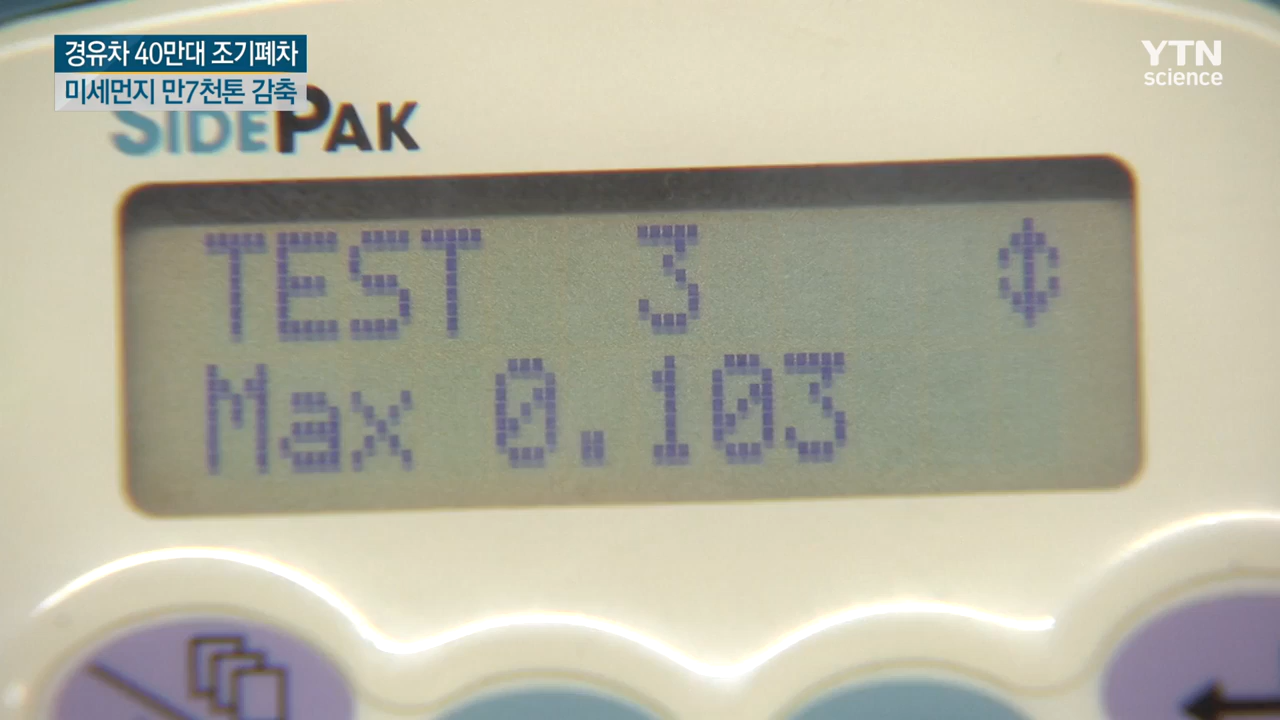 경유차 40만대 조기폐차
미세먼지 만7천톤 감축
YTN
science
SIDEPAK
TEST 3
Max 0.103